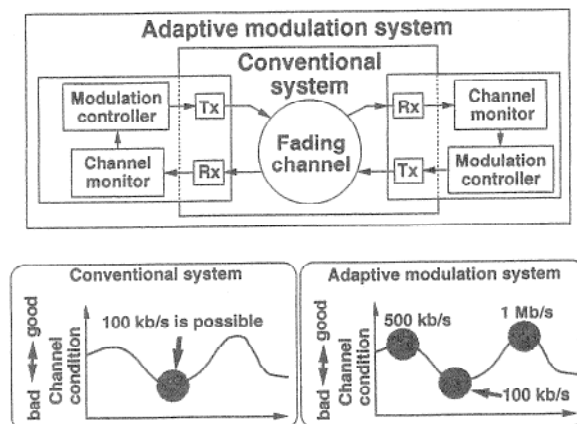 Adaptive modulation system
Conventional
system
Modulation
controller
Tx
Channel
monitor
Rx
Fading
channel
Rx
Channel
monitor
Tx
Modulation
controller
Conventional system
100 kb/s is possible
bad
good
Channel
condition
Adaptive modulation system
500 kb/s
1 Mb/s
100 kb/s
bad
good
Channel
condition